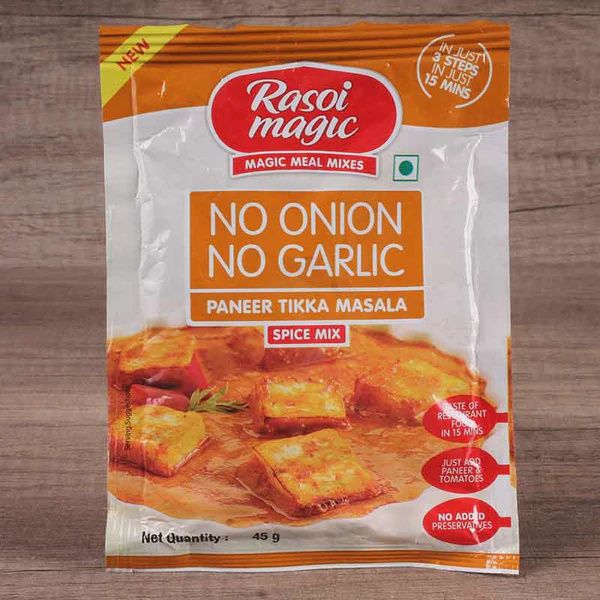 NEW
IN JUST
3 STEPS
IN JUST
15 MINS
Rasoi
magic
MAGIC MEAL MIXES
NO ONION
NO GARLIC
PANEER TIKKA MASALA
SPICE MIX
Serving Suggestion
TASTE OF
RESTAURANT
FOOD
IN 15 MINS
JUST ADD
PANEER &
TOMATOES
NO ADDED
PRESERVATIVES
Net Quantity : 45 g